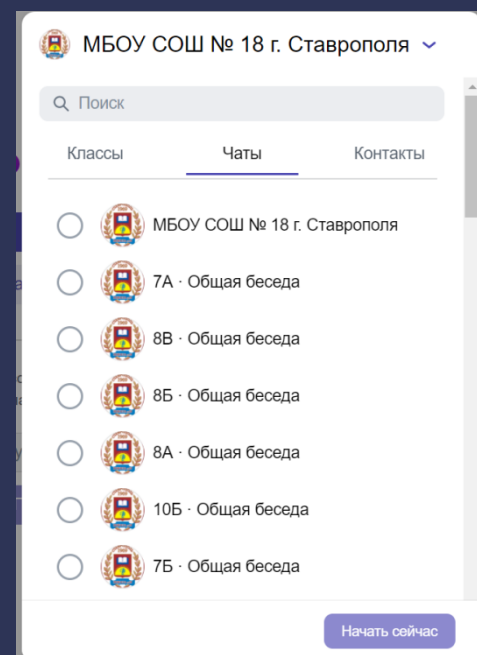 МБОУ СОШ № 18 г. Ставрополя
Поиск
Классы Чаты Контакты
МБОУ СОШ № 18 г. Ставрополя
7А · Общая беседа
8В · Общая беседа
8Б · Общая беседа
8А · Общая беседа
10Б · Общая беседа
7Б · Общая беседа
Начать сейчас